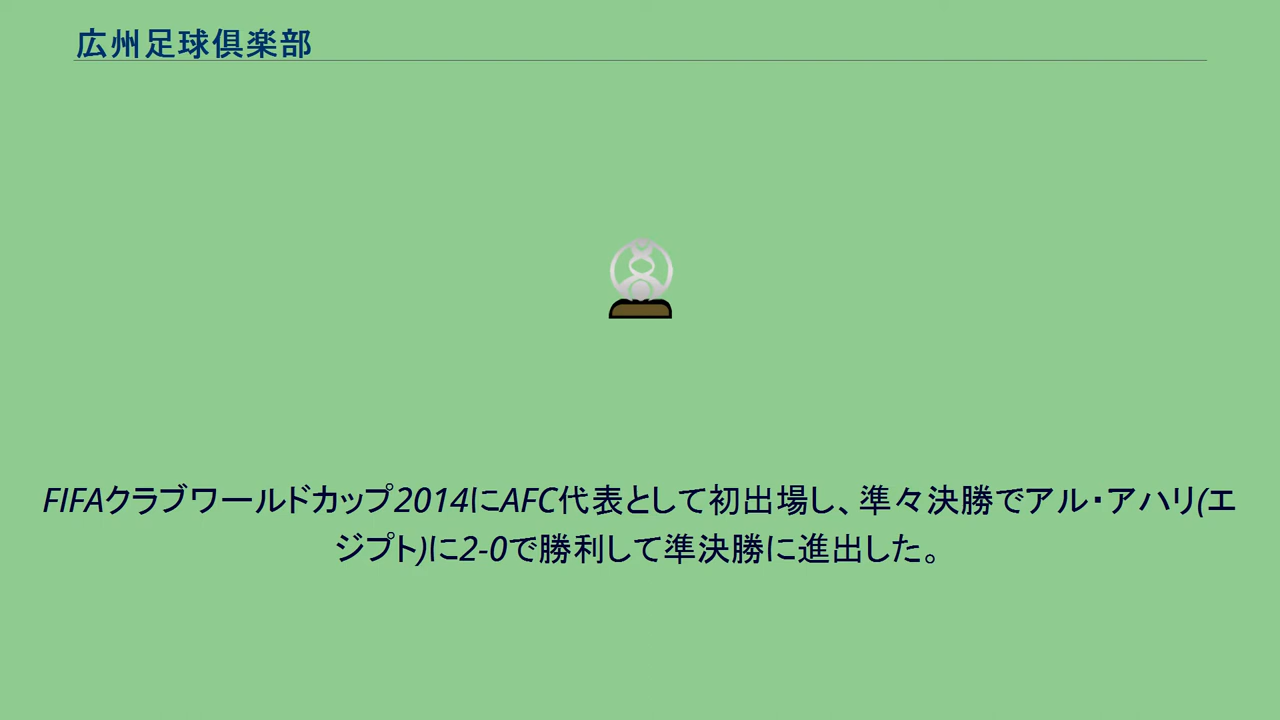 広州足球倶楽部
FIFAクラブワールドカップ2014にAFC代表として初出場し、準々決勝でアル・アハリ(エ
ジプト)に2-0で勝利して準決勝に進出した。